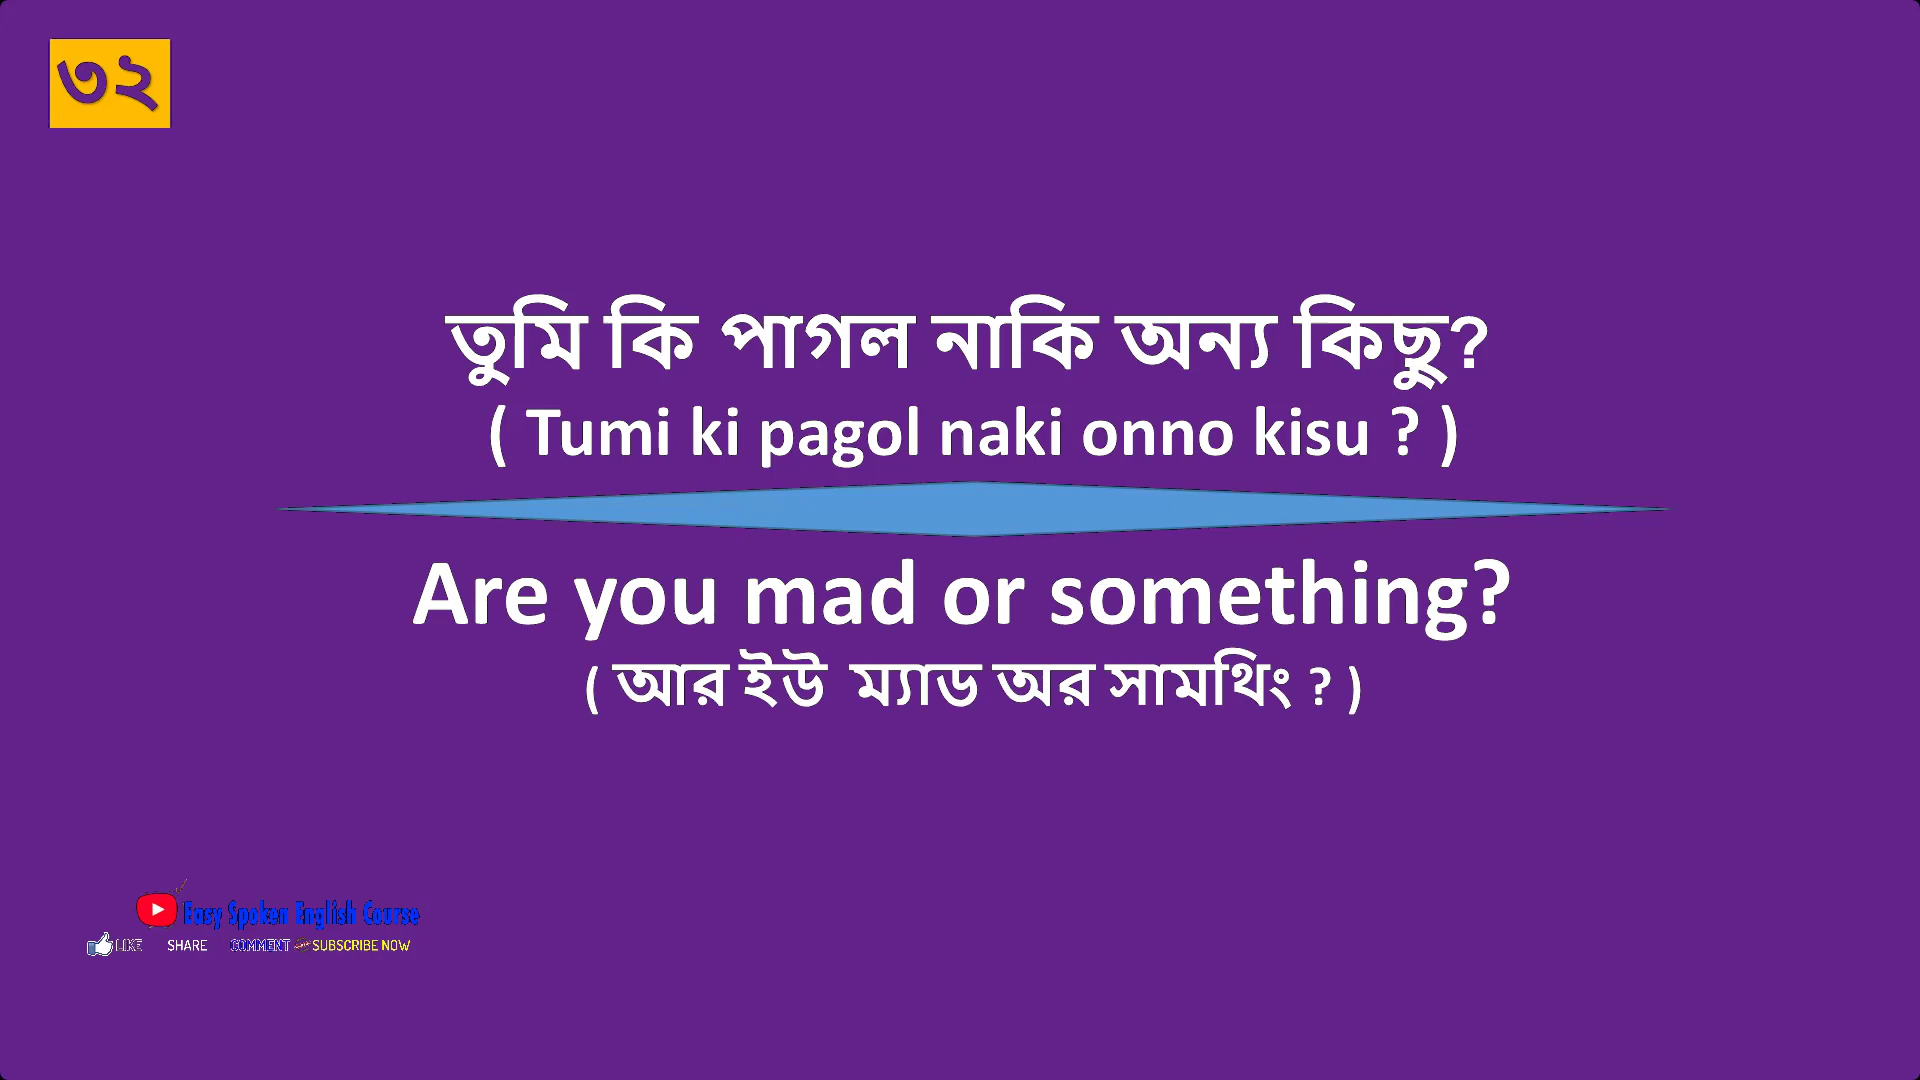 ৩২
তুমি কি পাগল নাকি অন্য কিছু?
( Tumi ki pagol naki onno kisu ? )
Are you mad or something?
( আর ইউ ম্যাড অর সামথিং ? )
Easy Spoken English Course
LIKE SHARE COMMENT SUBSCRIBE NOW